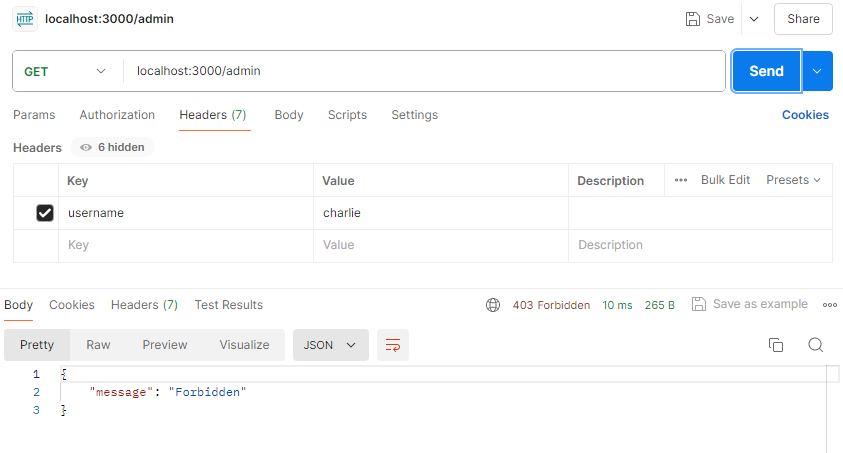 HTTP localhost:3000/admin Save Share
GET localhost:3000/admin Send
Params Authorization Headers (7) Body Scripts Settings Cookies
Headers 6 hidden
Key Value Description Bulk Edit Presets
username charlie
Key Value Description
Body Cookies Headers (7) Test Results 403 Forbidden 10 ms 265 B Save as example
Pretty Raw Preview Visualize JSON
1 {
2 "message": "Forbidden"
3 }